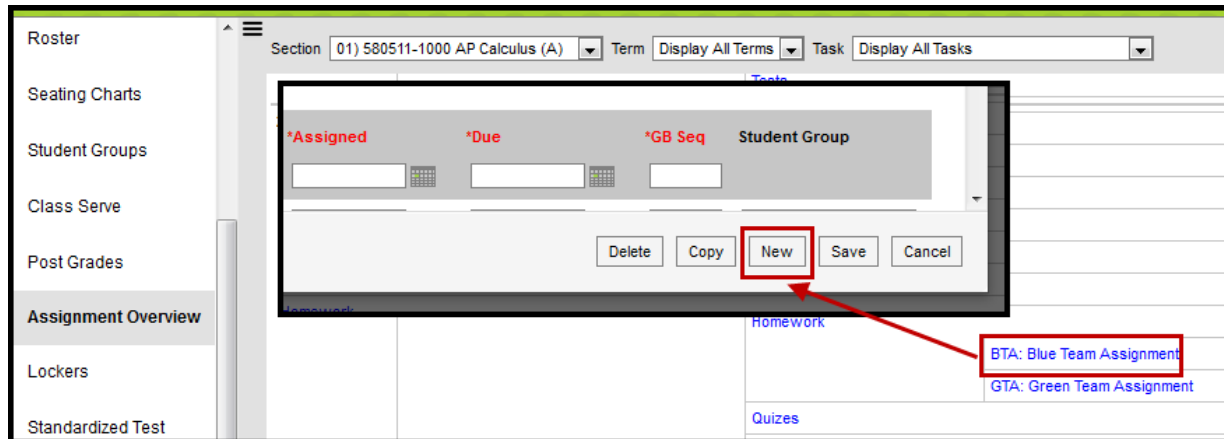 Roster
Seating Charts
Student Groups
Class Serve
Post Grades
Assignment Overview
Lockers
Standardized Test
Section 01) 580511-1000 AP Calculus (A) Term Display All Terms Task Display All Tasks
*Assigned *Due *GB Seq Student Group
Delete Copy New Save Cancel
Homework
BTA: Blue Team Assignment
GTA: Green Team Assignment
Quizes